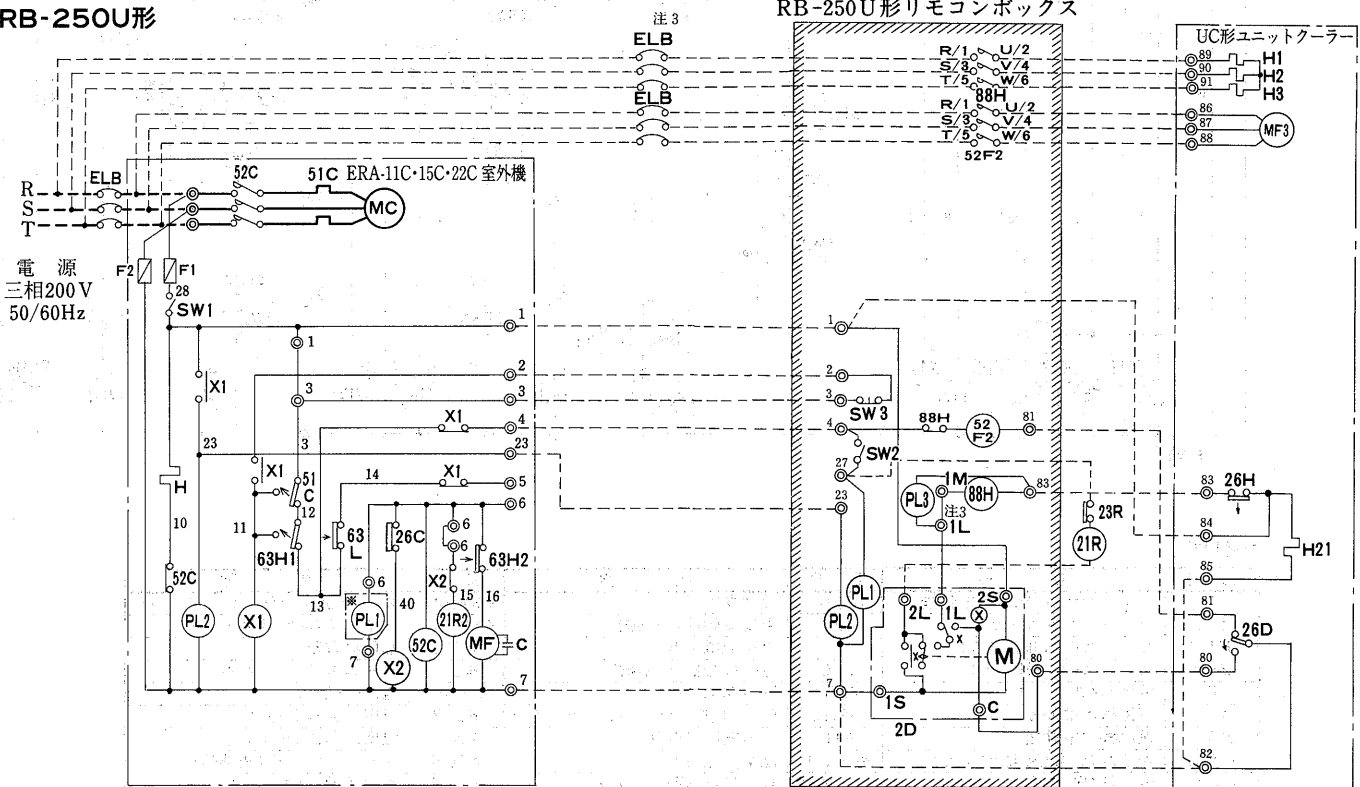 RB-250U形
注3
RB-250U形リモコンボックス
ELB
ELB
R/1 U/2
S/3 V/4
T/5 W/6
88H
R/1 U/2
S/3 V/4
T/5 W/6
52F2
UC形ユニットクーラー
89 H1
90 H2
91 H3
86
87
88
MF3
ELB
52C
51C
ERA-11C・15C・22C 室外機
R
S
T
MC
電源
三相200V
50/60Hz
F2
F1
28
SW1
1
1
1
X1
2
2
3
3
3
SW3
X1
4
4
88H
52
F2
81
23
3
23
SW2
X1
51
C
14
X1
5
27
1M
PL3
88H
83
83
26H
H
12
6
23
注3
1L
23R
10
11
63H1
63
L
26C
6
6
63H2
21R
84
H21
X2
85
52C
13
※
6
15
16
PL1
2L
1L
2S
81
PL2
X1
PL1
40
21R2
MF
C
PL2
X
X
X
26D
52C
M
7
X2
80
80
7
7
1S
C
2D
82